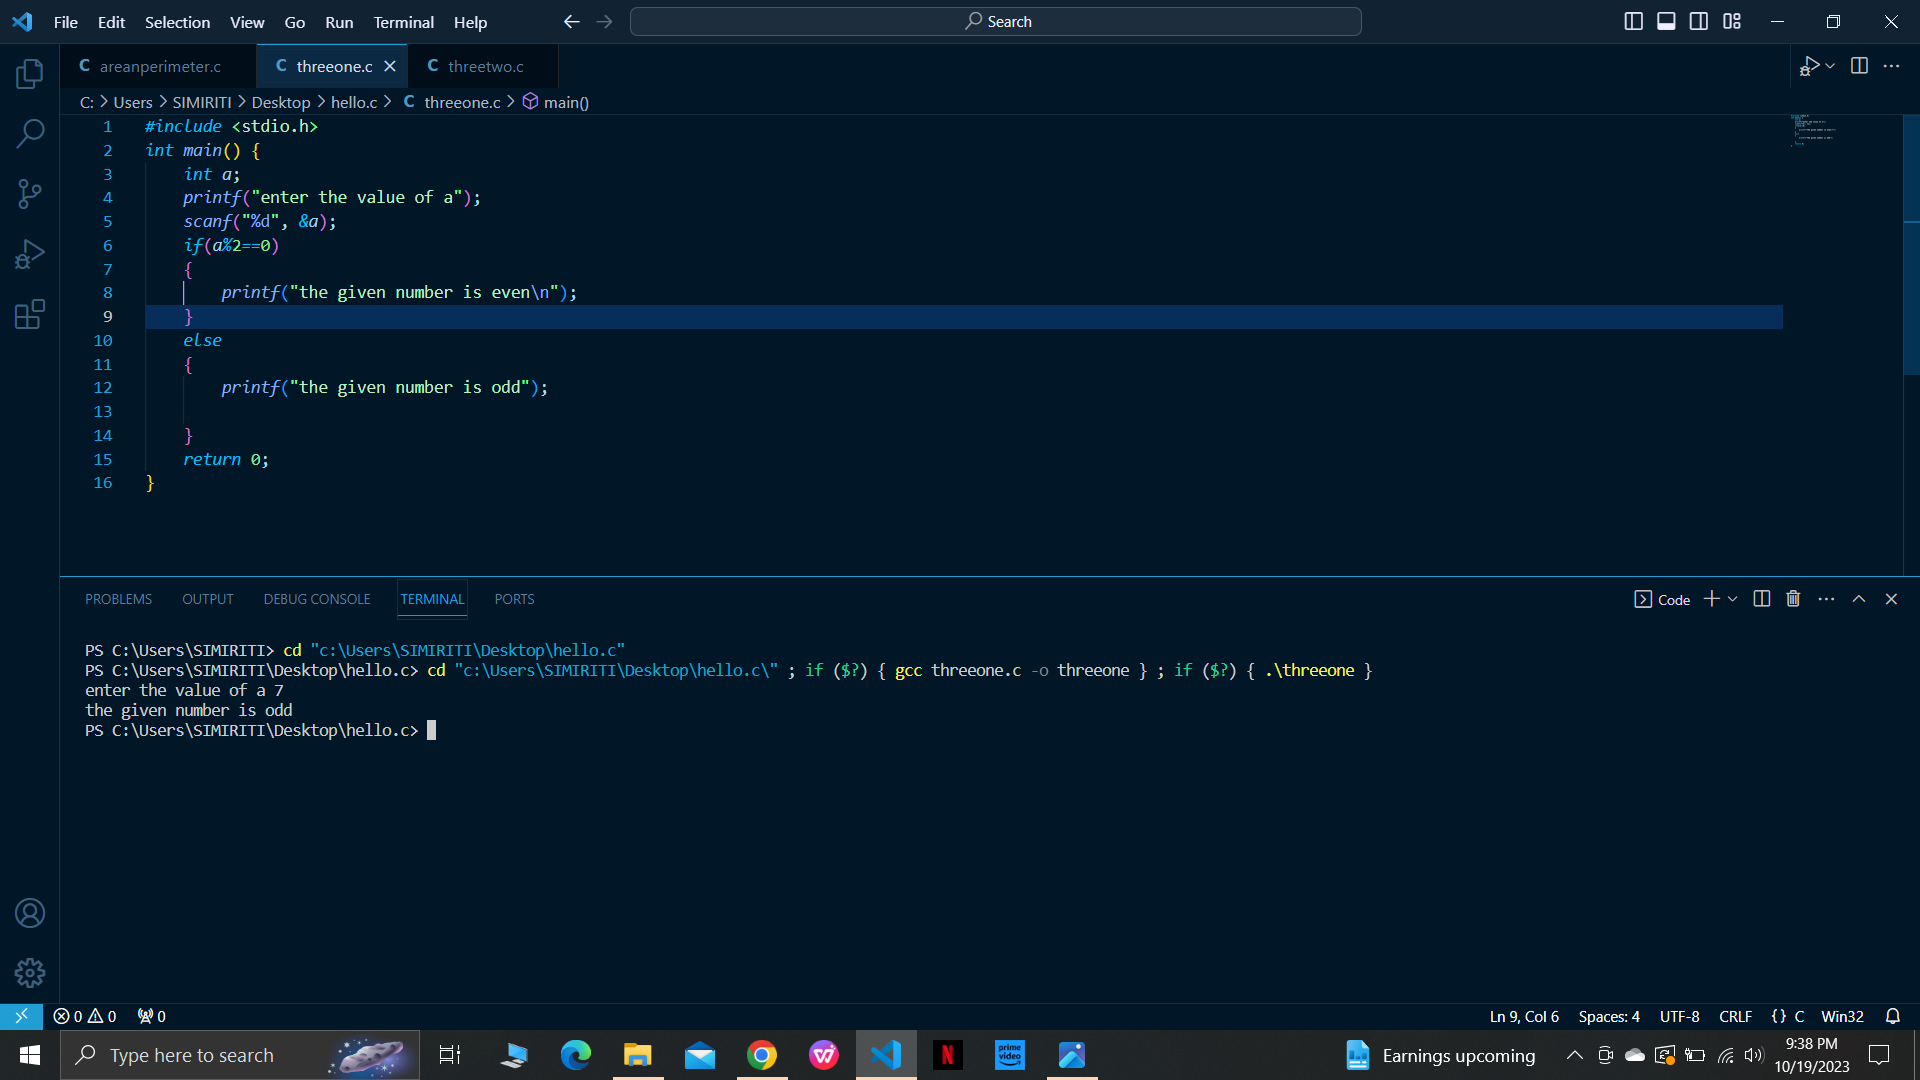 File Edit Selection View Go Run Terminal Help Search
C areanperimeter.c C threeone.c C threetwo.c
C: > Users > SIMIRITI > Desktop > hello.c > C threeone.c > main()
1 #include <stdio.h>
2 int main() {
3 int a;
4 printf("enter the value of a");
5 scanf("%d", &a);
6 if(a%2==0)
7 {
8 printf("the given number is even\n");
9 }
10 else
11 {
12 printf("the given number is odd");
13
14 }
15 return 0;
16 }
PROBLEMS OUTPUT DEBUG CONSOLE TERMINAL PORTS Code
PS C:\Users\SIMIRITI> cd "c:\Users\SIMIRITI\Desktop\hello.c"
PS C:\Users\SIMIRITI\Desktop\hello.c> cd "c:\Users\SIMIRITI\Desktop\hello.c\" ; if ($?) { gcc threeone.c -o threeone } ; if ($?) { .\threeone }
enter the value of a 7
the given number is odd
PS C:\Users\SIMIRITI\Desktop\hello.c>
0 0 0 Ln 9, Col 6 Spaces: 4 UTF-8 CRLF {} C Win32
Type here to search prime video Earnings upcoming 9:38 PM
10/19/2023